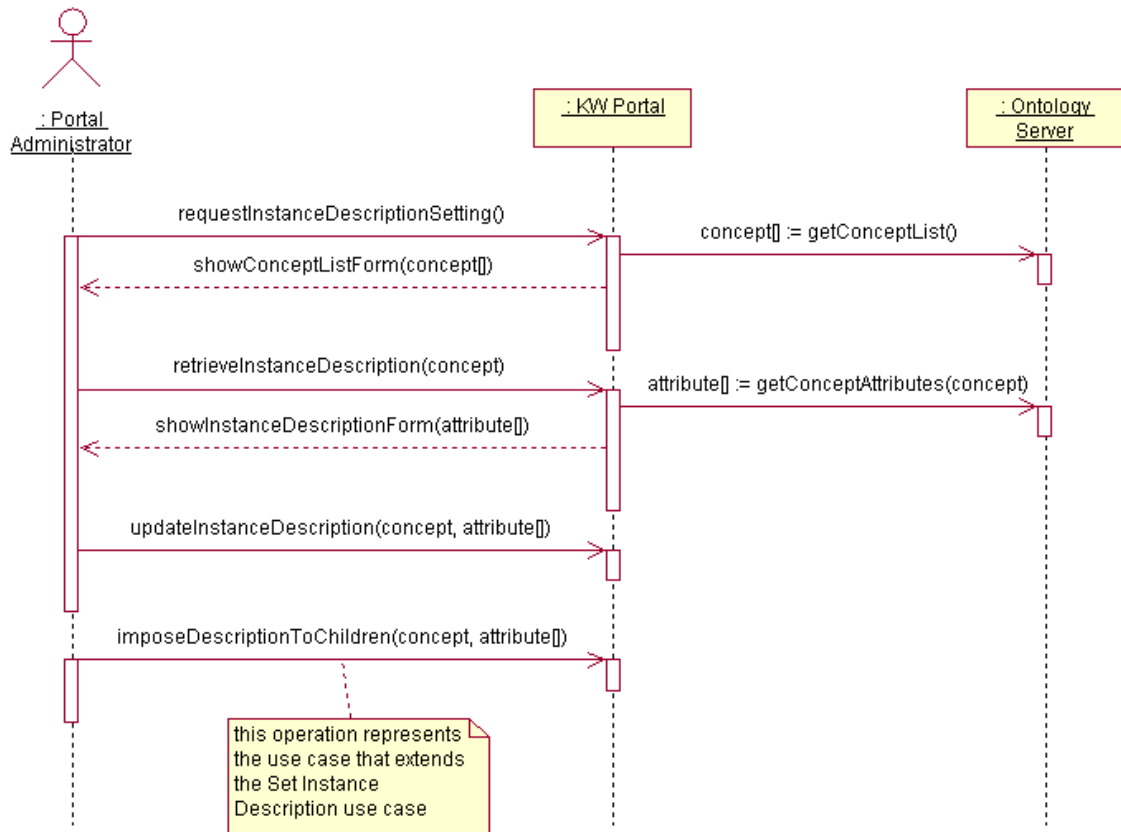 : Portal
Administrator
: KW Portal
: Ontology
Server
requestInstanceDescriptionSetting()
concept[] := getConceptList()
showConceptListForm(concept[])
retrieveInstanceDescription(concept)
attribute[] := getConceptAttributes(concept)
showInstanceDescriptionForm(attribute[])
updateInstanceDescription(concept, attribute[])
imposeDescriptionToChildren(concept, attribute[])
this operation represents
the use case that extends
the Set Instance
Description use case